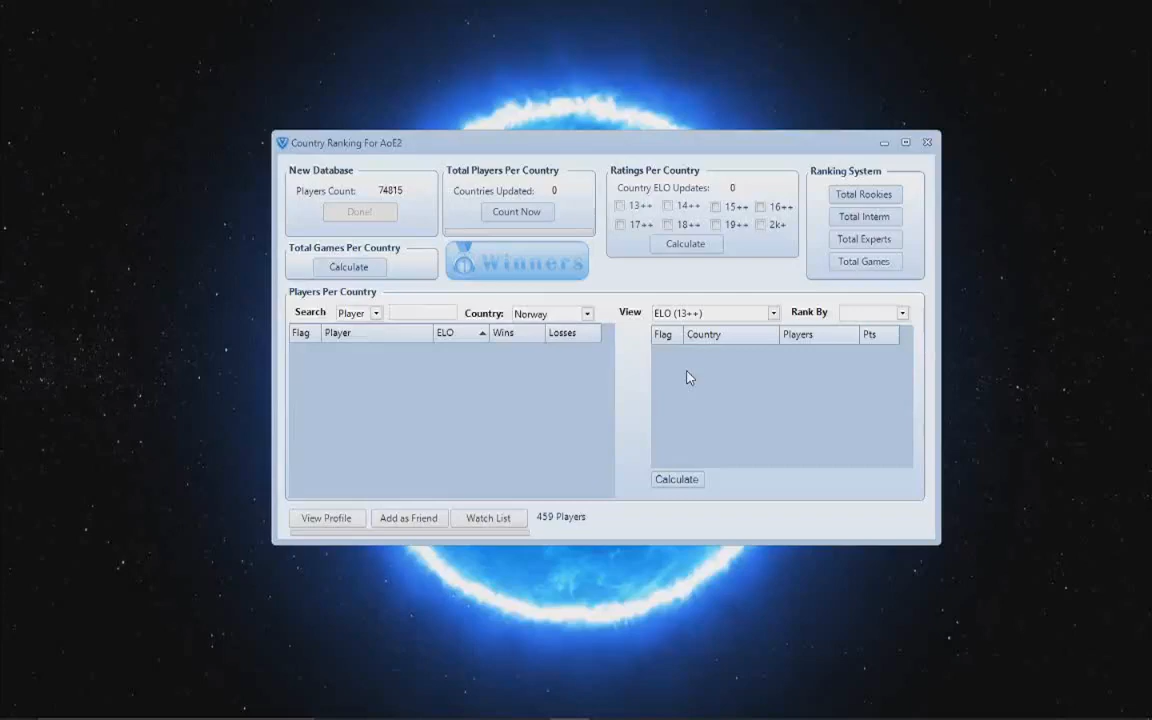 Country Ranking For AoE2
New Database
Players Count: 74815
Done!
Total Players Per Country
Countries Updated: 0
Count Now
Ratings Per Country
Country ELO Updates: 0
13++ 14++ 15++ 16++
17++ 18++ 19++ 2k+
Calculate
Ranking System
Total Rookies
Total Interm
Total Experts
Total Games
Total Games Per Country
Calculate
Winners
Players Per Country
Search Player Country: Norway View ELO (13++) Rank By
Flag Player ELO Wins Losses
Flag Country Players Pts
Calculate
View Profile Add as Friend Watch List 459 Players